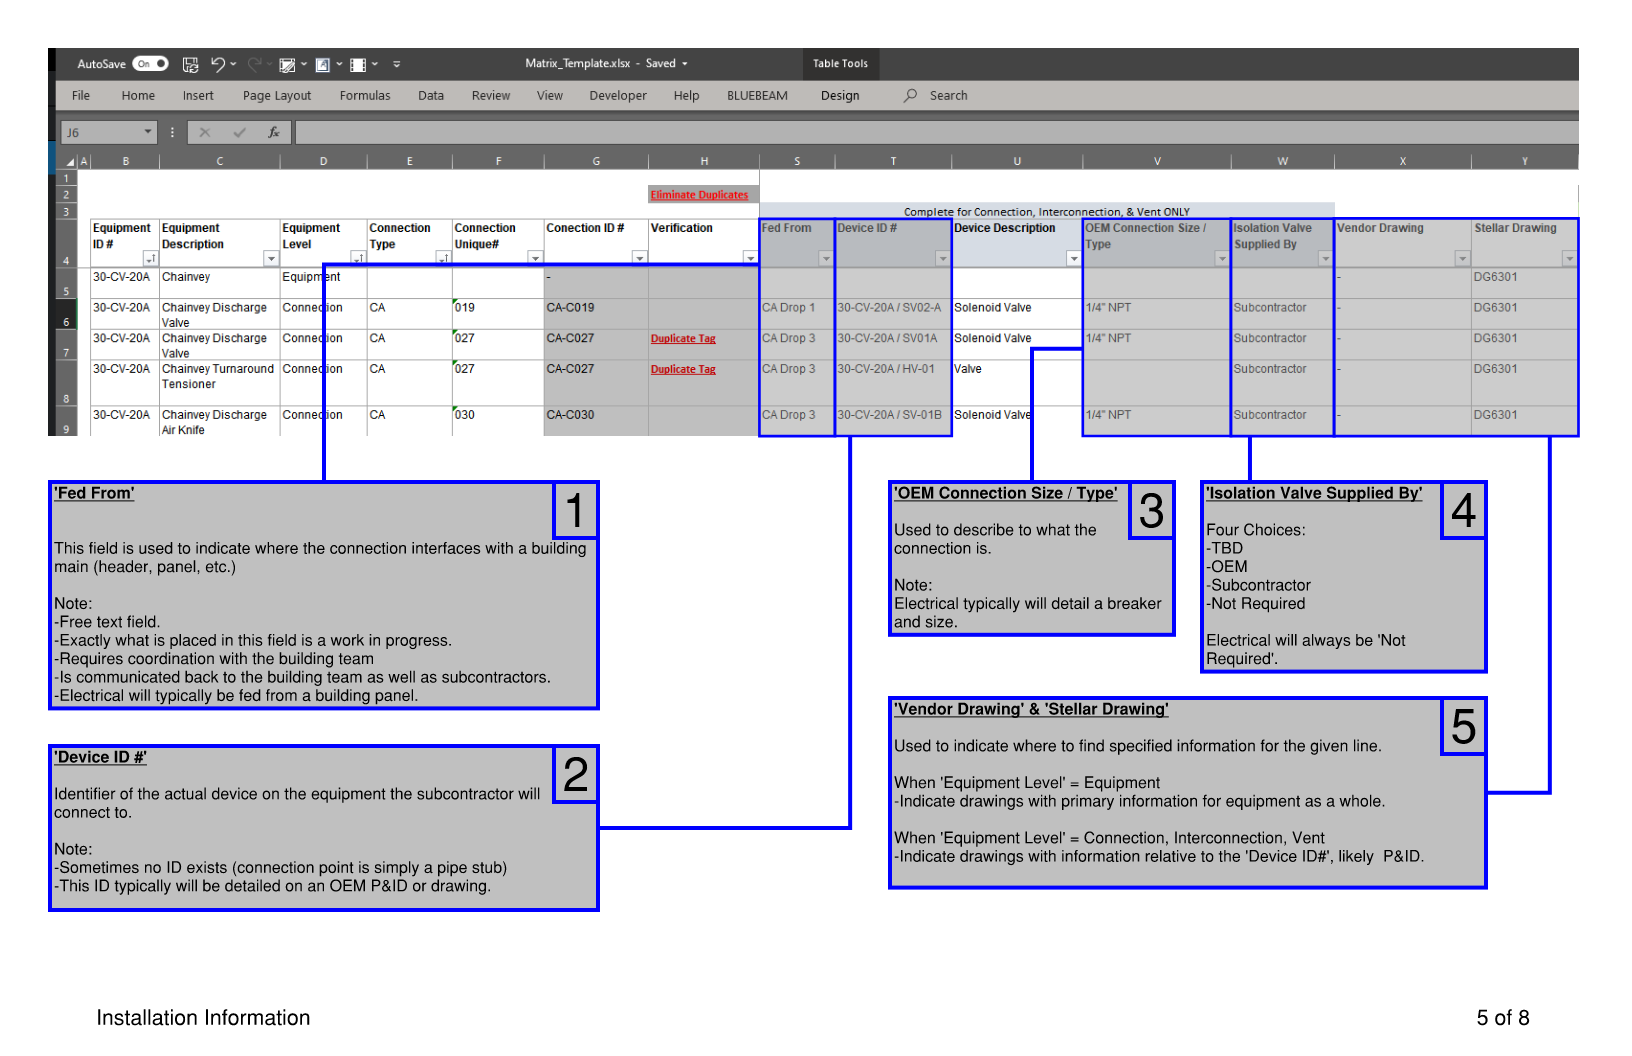 AutoSave On Matrix_Template.xlsx - Saved Table Tools
File Home Insert Page Layout Formulas Data Review View Developer Help BLUEBEAM Design Search
J6 fx
A B C D E F G H S T U V W X Y
1
2 Eliminate Duplicates
3 Complete for Connection, Interconnection, & Vent ONLY
Equipment Equipment Equipment Connection Connection Conection ID # Verification Fed From Device ID # Device Description OEM Connection Size / Isolation Valve Vendor Drawing Stellar Drawing
ID # Description Level Type Unique# Type Supplied By
4
30-CV-20A Chainvey Equipment - - DG6301
5
30-CV-20A Chainvey Discharge Connection CA 019 CA-C019 CA Drop 1 30-CV-20A / SV02-A Solenoid Valve 1/4" NPT Subcontractor - DG6301
6 Valve
30-CV-20A Chainvey Discharge Connection CA 027 CA-C027 Duplicate Tag CA Drop 3 30-CV-20A / SV01A Solenoid Valve 1/4" NPT Subcontractor - DG6301
7 Valve
30-CV-20A Chainvey Turnaround Connection CA 027 CA-C027 Duplicate Tag CA Drop 3 30-CV-20A / HV-01 Valve Subcontractor - DG6301
Tensioner
8
30-CV-20A Chainvey Discharge Connection CA 030 CA-C030 CA Drop 3 30-CV-20A / SV-01B Solenoid Valve 1/4" NPT Subcontractor - DG6301
9 Air Knife
'Fed From' 1
This field is used to indicate where the connection interfaces with a building
main (header, panel, etc.)
Note:
-Free text field.
-Exactly what is placed in this field is a work in progress.
-Requires coordination with the building team
-Is communicated back to the building team as well as subcontractors.
-Electrical will typically be fed from a building panel.
'Device ID #' 2
Identifier of the actual device on the equipment the subcontractor will
connect to.
Note:
-Sometimes no ID exists (connection point is simply a pipe stub)
-This ID typically will be detailed on an OEM P&ID or drawing.
'OEM Connection Size / Type' 3
Used to describe to what the
connection is.
Note:
Electrical typically will detail a breaker
and size.
'Isolation Valve Supplied By' 4
Four Choices:
-TBD
-OEM
-Subcontractor
-Not Required
Electrical will always be 'Not
Required'.
'Vendor Drawing' & 'Stellar Drawing' 5
Used to indicate where to find specified information for the given line.
When 'Equipment Level' = Equipment
-Indicate drawings with primary information for equipment as a whole.
When 'Equipment Level' = Connection, Interconnection, Vent
-Indicate drawings with information relative to the 'Device ID#', likely P&ID.
Installation Information 5 of 8